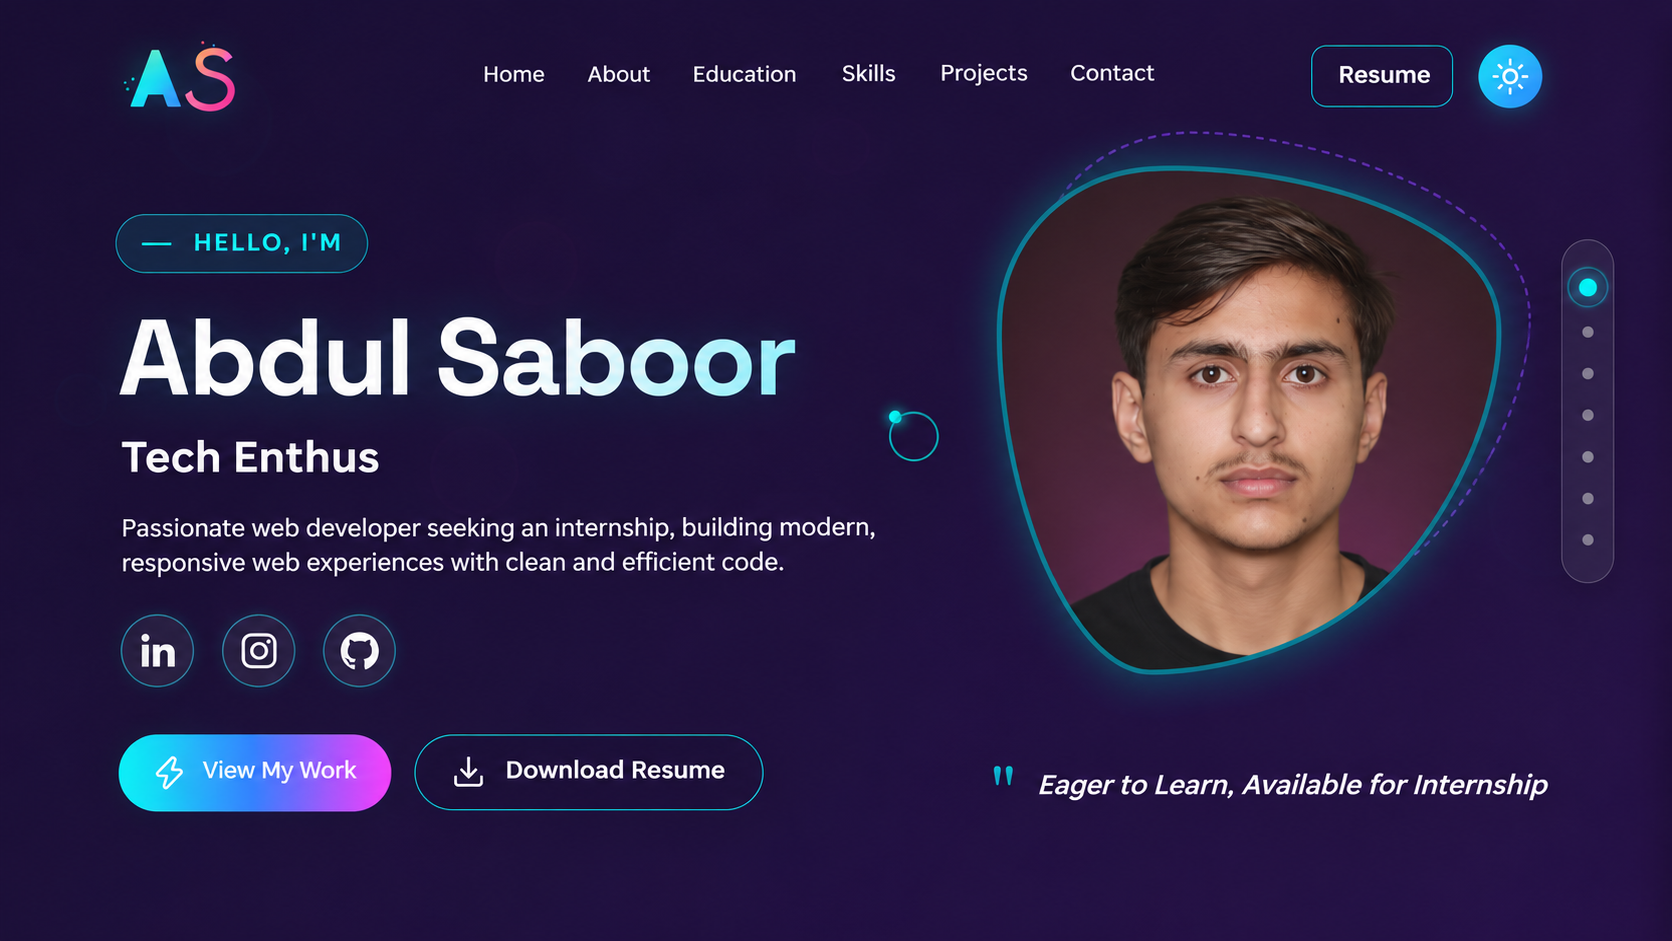 AS
Home About Education Skills Projects Contact
Resume
— HELLO, I'M
Abdul Saboor
Tech Enthus
Passionate web developer seeking an internship, building modern,
responsive web experiences with clean and efficient code.
in
View My Work
Download Resume
" Eager to Learn, Available for Internship